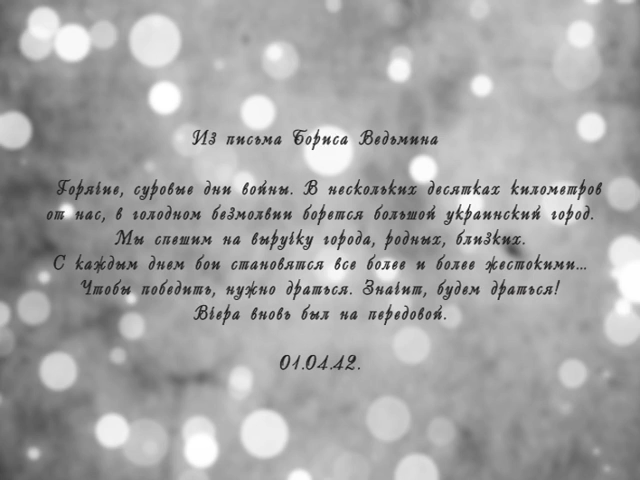 Из письма Бориса Ведьмина
Горячие, суровые дни войны. В нескольких десятках километров
от нас, в голодном безмолвии борется большой украинский город.
Мы спешим на выручку города, родных, близких.
С каждым днем бои становятся все более и более жестокими...
Чтобы победить, нужно драться. Значит, будем драться!
Вчера вновь был на передовой.
01.04.42.